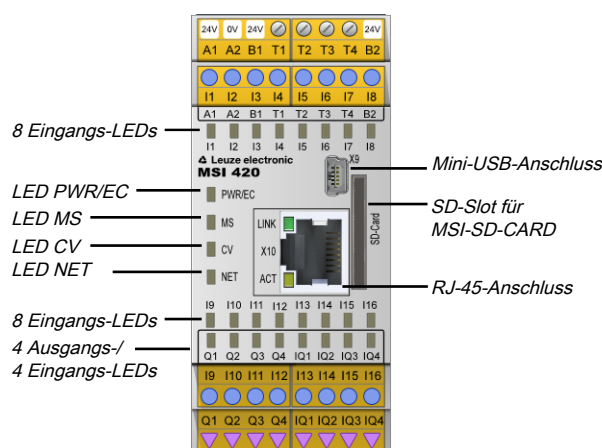 24V 0V 24V 24V
A1 A2 B1 T1 T2 T3 T4 B2
I1 I2 I3 I4 I5 I6 I7 I8
A1 A2 B1 T1 T2 T3 T4 B2
8 Eingangs-LEDs
I1 I2 I3 I4 I5 I6 I7 I8
Leuze electronic
X9
MSI 420
Mini-USB-Anschluss
LED PWR/EC
PWR/EC
LED MS
MS
LINK
SD-Card
SD-Slot für
MSI-SD-CARD
LED CV
CV
X10
LED NET
NET
ACT
RJ-45-Anschluss
I9 I10 I11 I12 I13 I14 I15 I16
8 Eingangs-LEDs
4 Ausgangs-/
4 Eingangs-LEDs
Q1 Q2 Q3 Q4 IQ1 IQ2 IQ3 IQ4
I9 I10 I11 I12 I13 I14 I15 I16
Q1 Q2 Q3 Q4 IQ1 IQ2 IQ3 IQ4